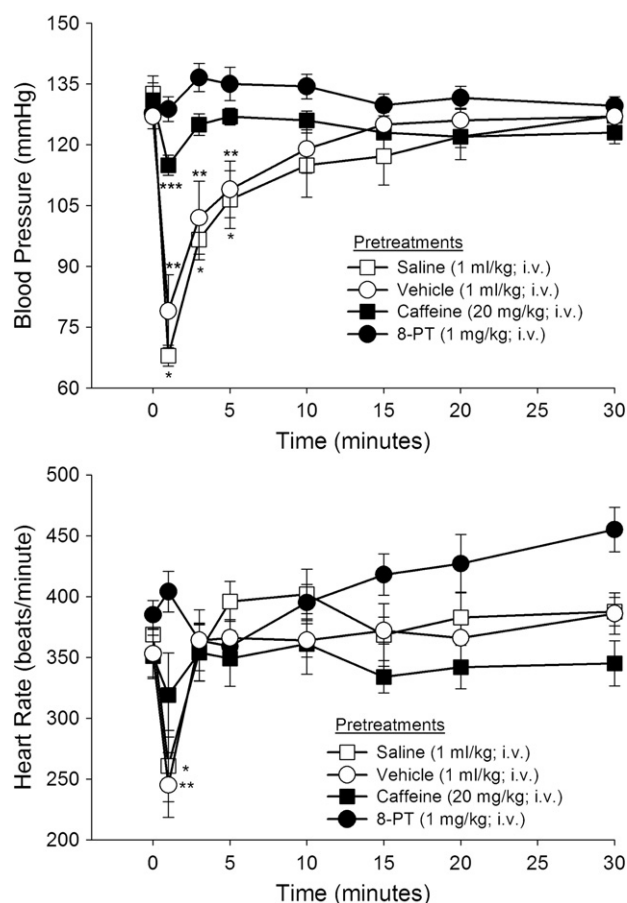 150
135
120
105
90
75
60
Blood Pressure (mmHg)
***
**
*
**
*
**
*
Pretreatments
Saline (1 ml/kg; i.v.)
Vehicle (1 ml/kg; i.v.)
Caffeine (20 mg/kg; i.v.)
8-PT (1 mg/kg; i.v.)
0 5 10 15 20 25 30
Time (minutes)
500
450
400
350
300
250
200
Heart Rate (beats/minute)
*
**
Pretreatments
Saline (1 ml/kg; i.v.)
Vehicle (1 ml/kg; i.v.)
Caffeine (20 mg/kg; i.v.)
8-PT (1 mg/kg; i.v.)
0 5 10 15 20 25 30
Time (minutes)